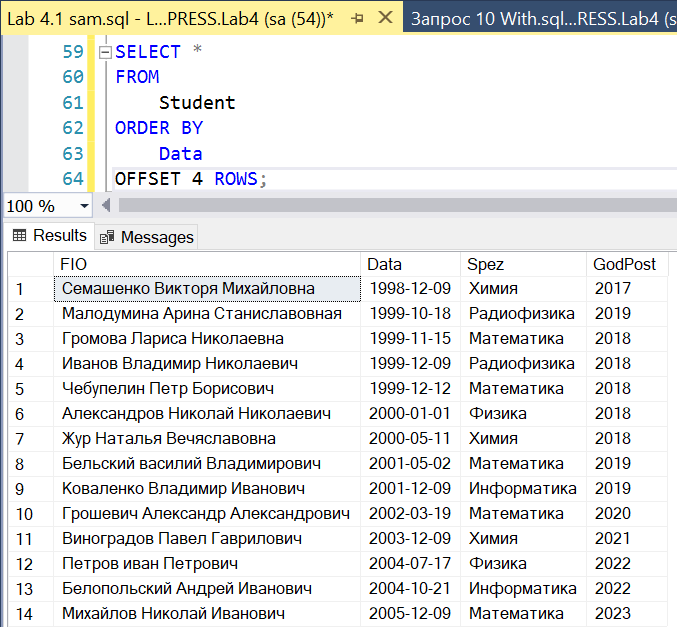 Lab 4.1 sam.sql - L...PRESS.Lab4 (sa (54))* Запрос 10 With.sql...RESS.Lab4 (s
59 SELECT *
60 FROM
61 Student
62 ORDER BY
63 Data
64 OFFSET 4 ROWS;
100 %
Results Messages
FIO Data Spez GodPost
1 Семашенко Викторя Михайловна 1998-12-09 Химия 2017
2 Малодумина Арина Станиславовная 1999-10-18 Радиофизика 2019
3 Громова Лариса Николаевна 1999-11-15 Математика 2018
4 Иванов Владимир Николаевич 1999-12-09 Радиофизика 2018
5 Чебупелин Петр Борисович 1999-12-12 Математика 2018
6 Александров Николай Николаевич 2000-01-01 Физика 2018
7 Жур Наталья Вечяславовна 2000-05-11 Химия 2018
8 Бельский василий Владимирович 2001-05-02 Математика 2019
9 Коваленко Владимир Иванович 2001-12-09 Информатика 2019
10 Грошевич Александр Александрович 2002-03-19 Математика 2020
11 Виноградов Павел Гаврилович 2003-12-09 Химия 2021
12 Петров иван Петрович 2004-07-17 Физика 2022
13 Белопольский Андрей Иванович 2004-10-21 Информатика 2022
14 Михайлов Николай Иванович 2005-12-09 Математика 2023